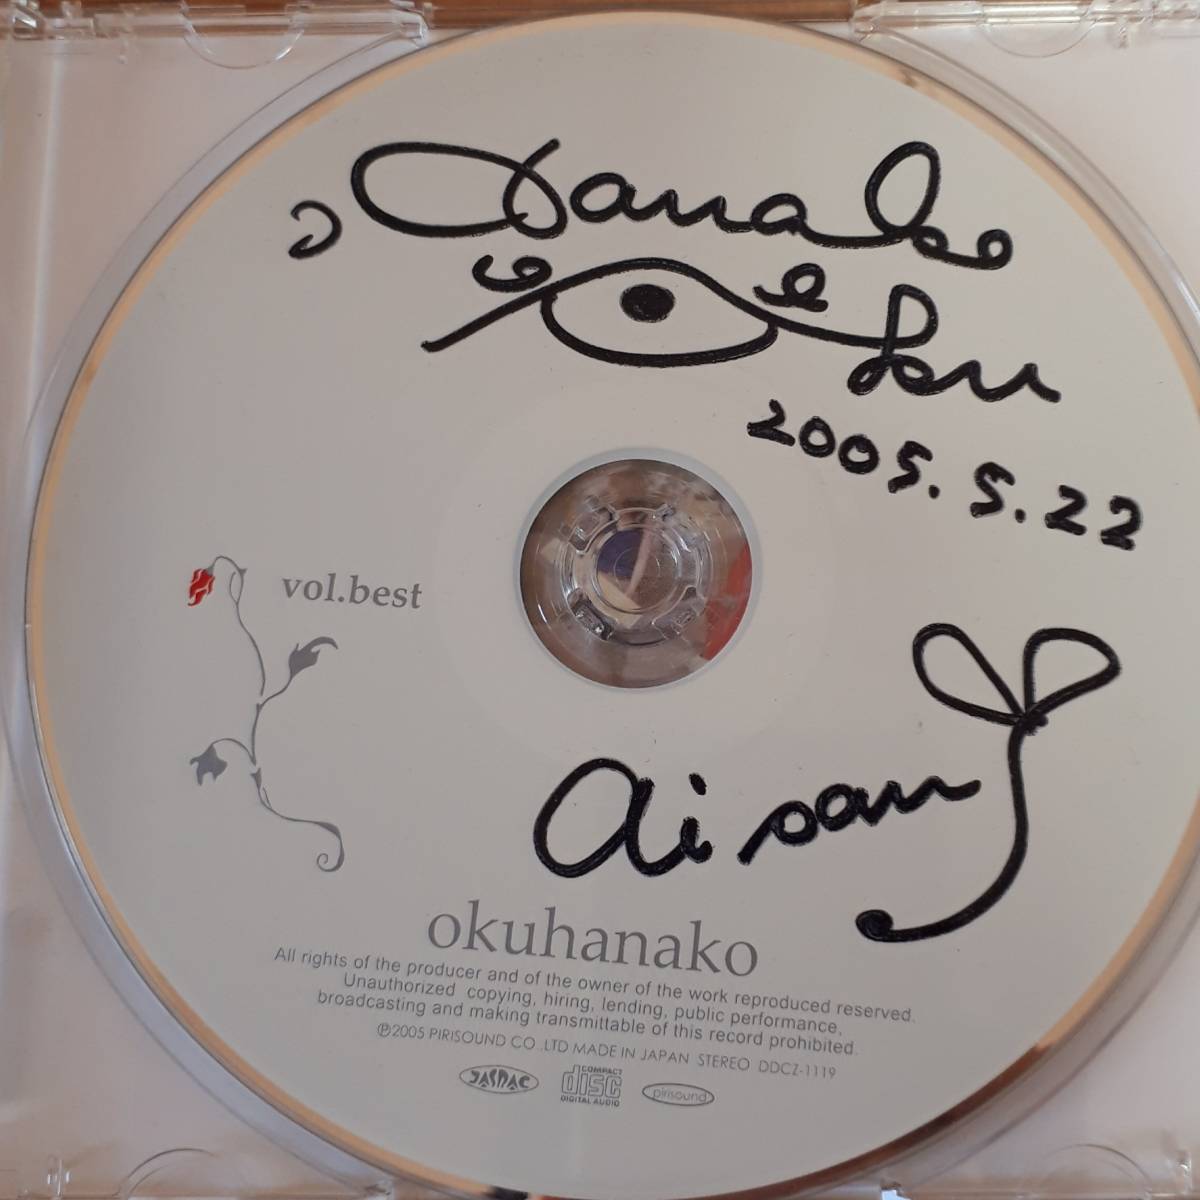 Hanako
2005.5.22
vol.best
ai san
okuhanako
All rights of the producer and of the owner of the work reproduced reserved.
Unauthorized copying, hiring, lending, public performance,
broadcasting and making transmittable of this record prohibited.
℗2005 PIRISOUND CO.,LTD MADE IN JAPAN STEREO DDCZ-1119
JASRAC
COMPACT
disc
DIGITAL AUDIO
pirisound